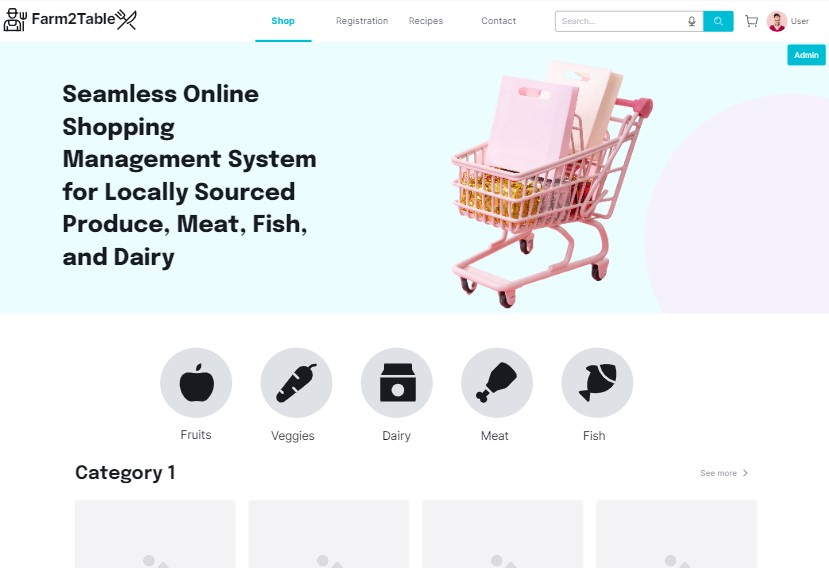 Farm2Table
Shop
Registration
Recipes
Contact
Search...
User
Admin
Seamless Online
Shopping
Management System
for Locally Sourced
Produce, Meat, Fish,
and Dairy
Fruits
Veggies
Dairy
Meat
Fish
Category 1
See more